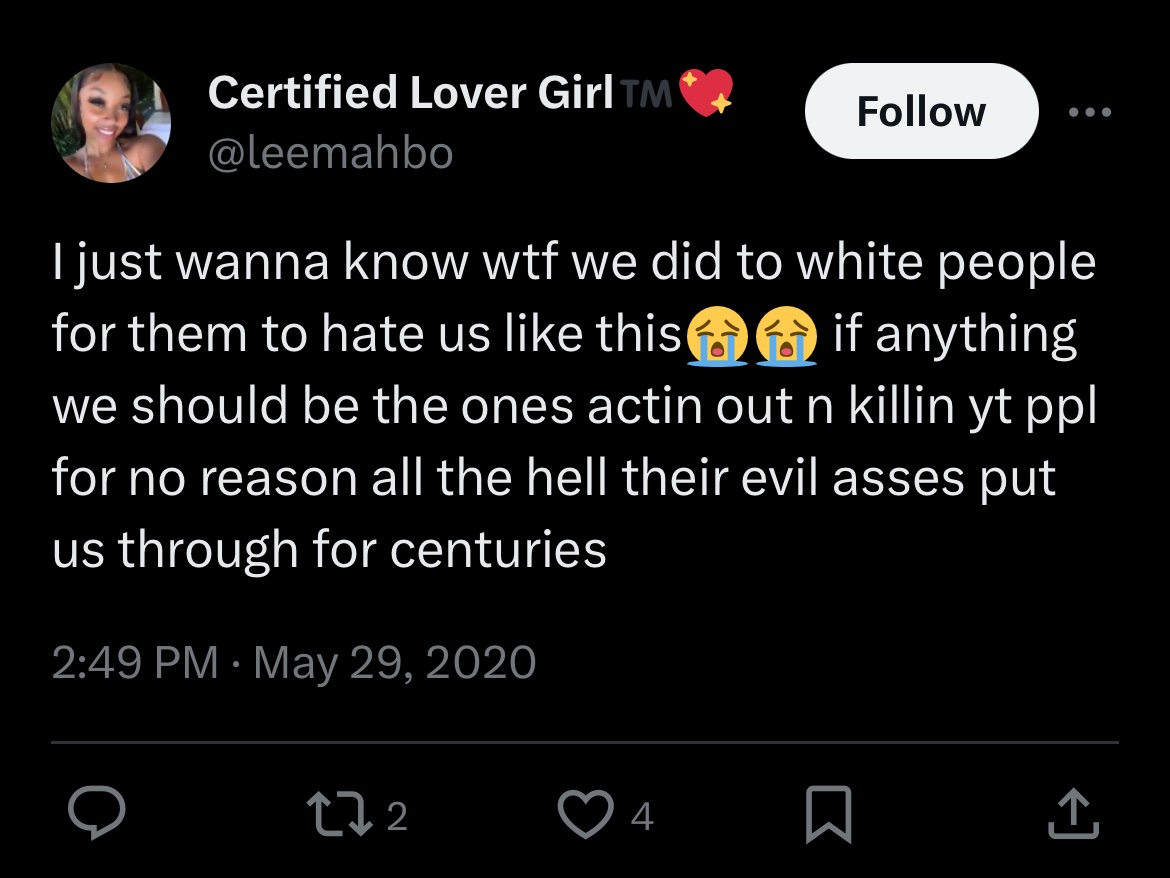 Certified Lover Girl™️💖
Follow
@leemahbo
I just wanna know wtf we did to white people
for them to hate us like this😭😭 if anything
we should be the ones actin out n killin yt ppl
for no reason all the hell their evil asses put
us through for centuries
2:49 PM · May 29, 2020
2
4